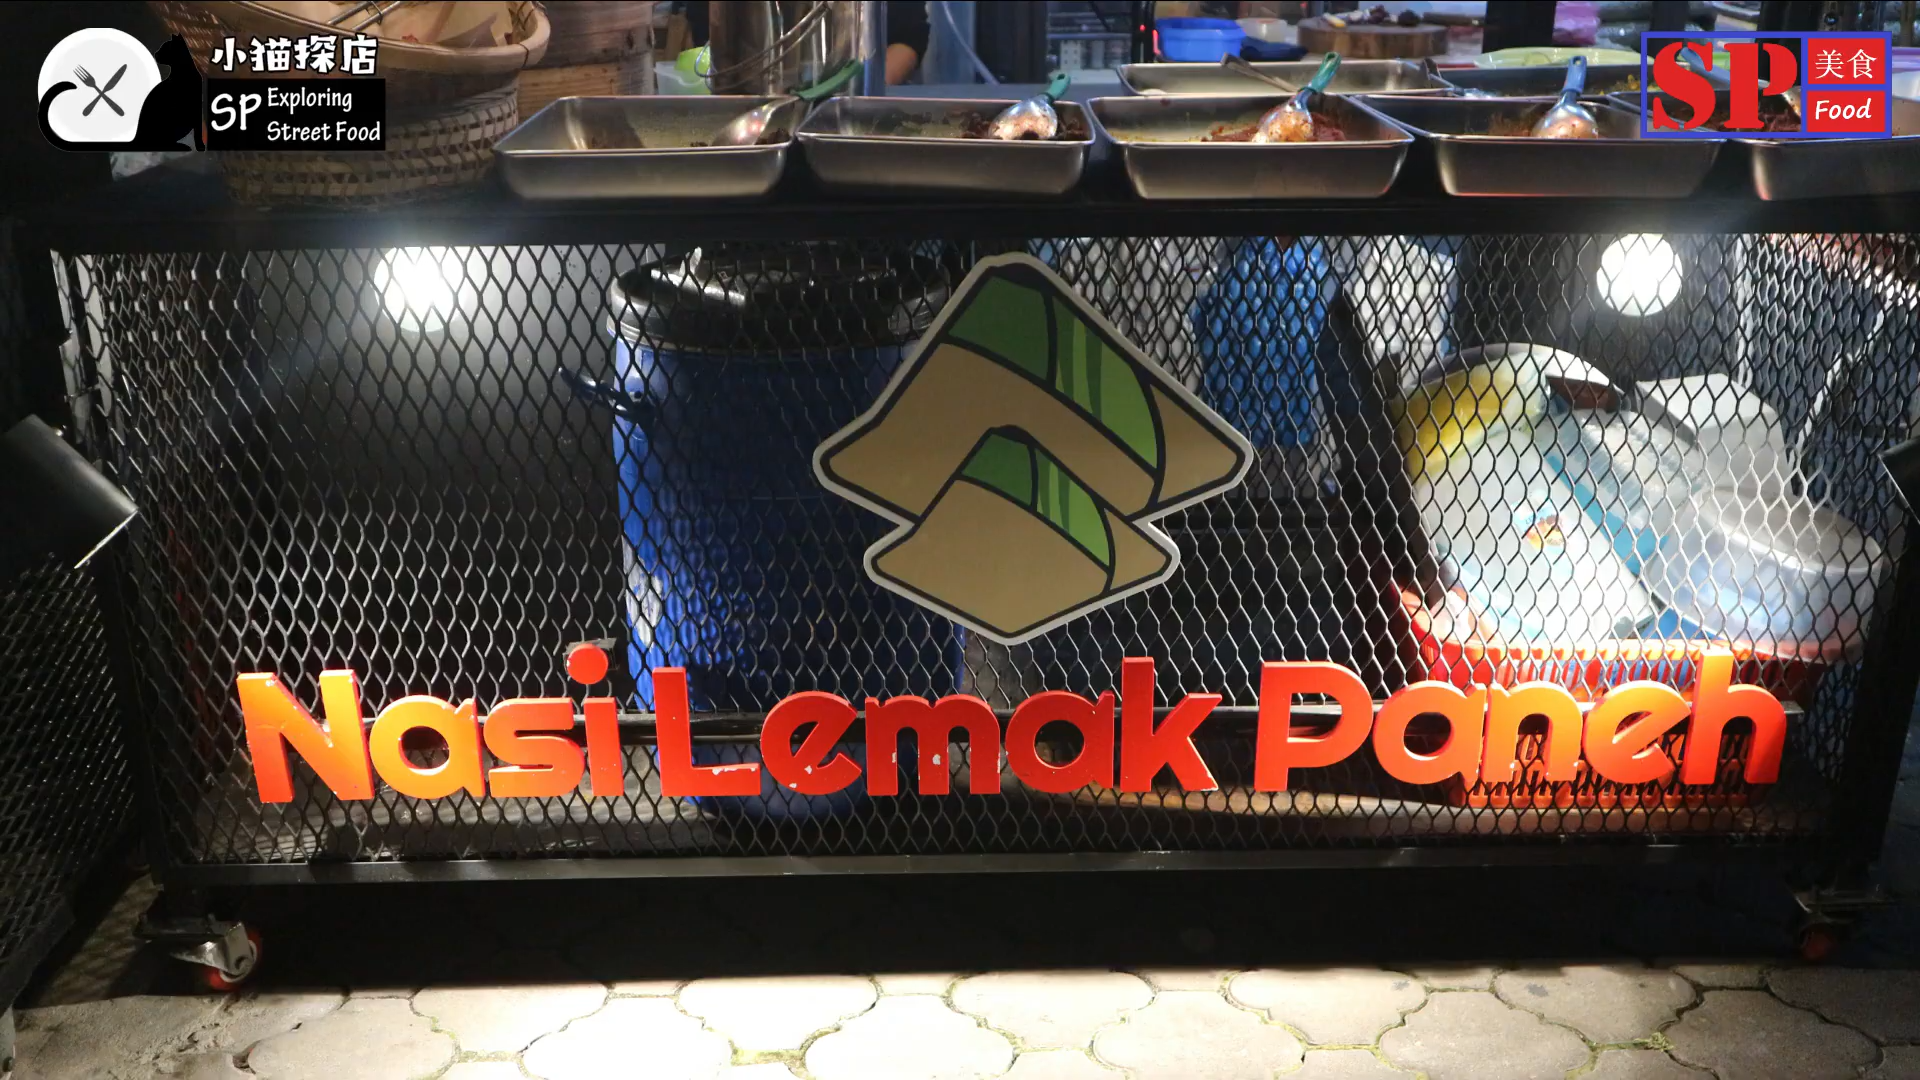 小猫探店
SP Exploring
Street Food
SP 美食
Food
Nasi Lemak Paneh